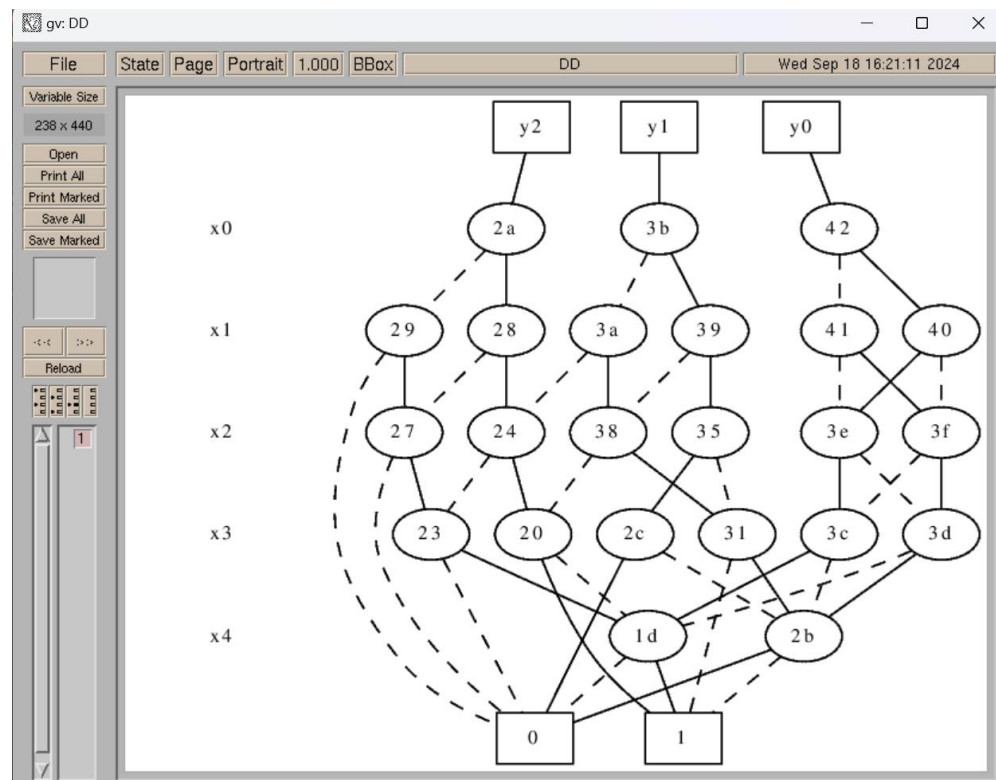 gv: DD
File State Page Portrait 1.000 BBox DD Wed Sep 18 16:21:11 2024
Variable Size
238 x 440
Open
Print All
Print Marked
Save All
Save Marked
<< >>
Reload
1
y2 y1 y0
x0 2a 3b 42
x1 29 28 3a 39 41 40
x2 27 24 38 35 3e 3f
x3 23 20 2c 31 3c 3d
x4 1d 2b
0 1